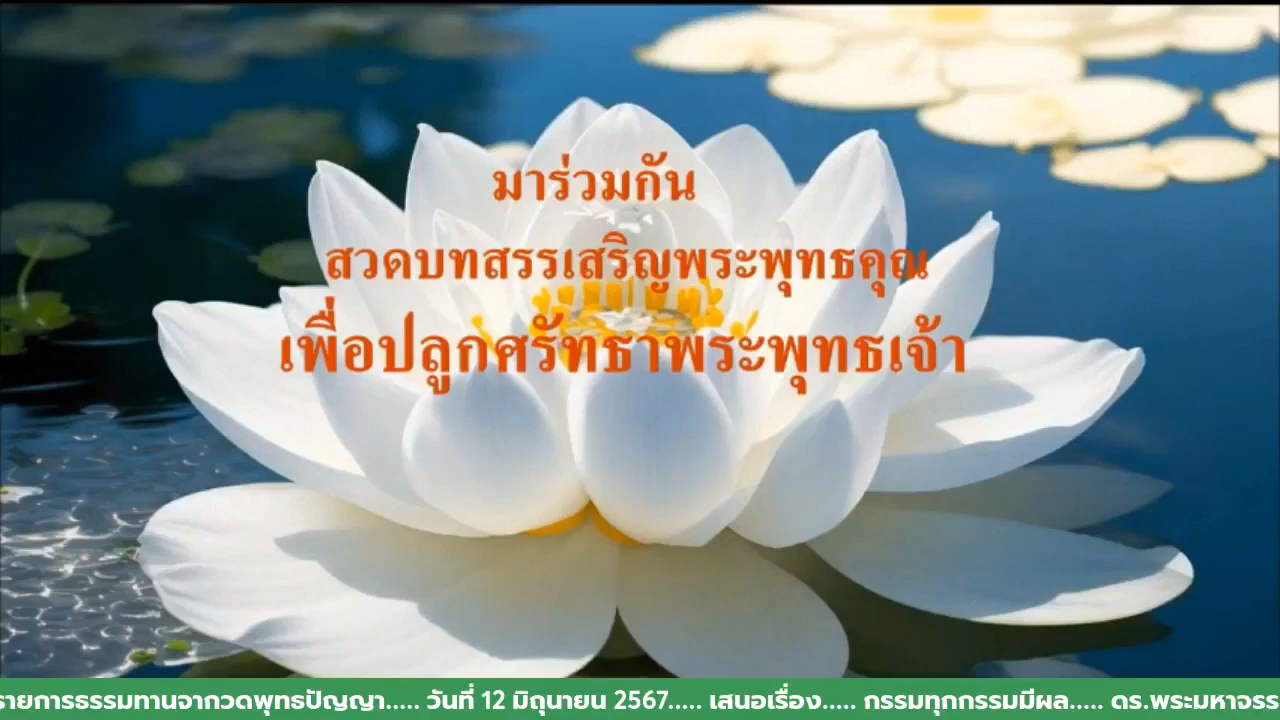 มาร่วมกัน
สวดบทสรรเสริญพระพุทธคุณ
เพื่อปลูกศรัทธาพระพุทธเจ้า
รายการธรรมทานจากวดพุทธปัญญา..... วันที่ 12 มิถุนายน 2567..... เสนอเรื่อง..... กรรมทุกกรรมมีผล..... ดร.พระมหาจรร